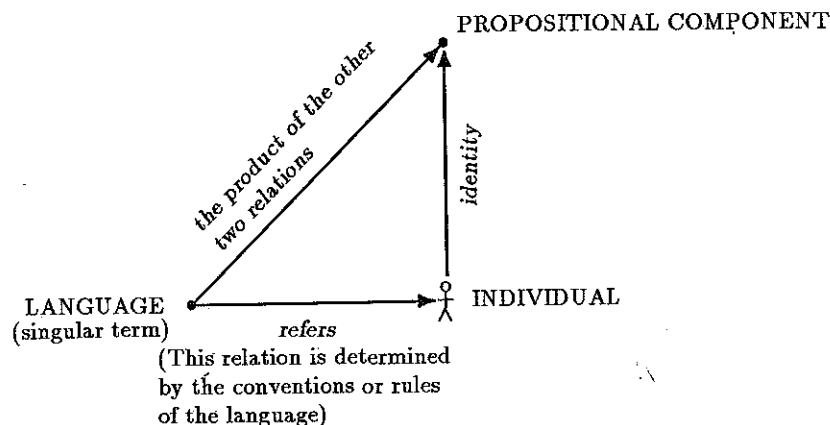 PROPOSITIONAL COMPONENT
the product of the other
two relations
identity
LANGUAGE
(singular term)
INDIVIDUAL
refers
(This relation is determined
by the conventions or rules
of the language)